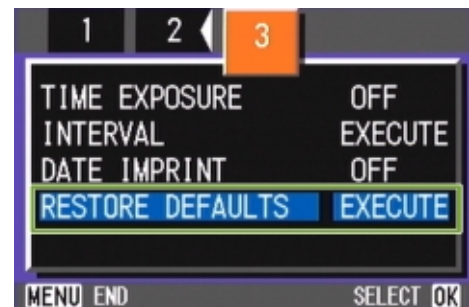 1 2 3
TIME EXPOSURE OFF
INTERVAL EXECUTE
DATE IMPRINT OFF
RESTORE DEFAULTS EXECUTE
MENU END SELECT OK